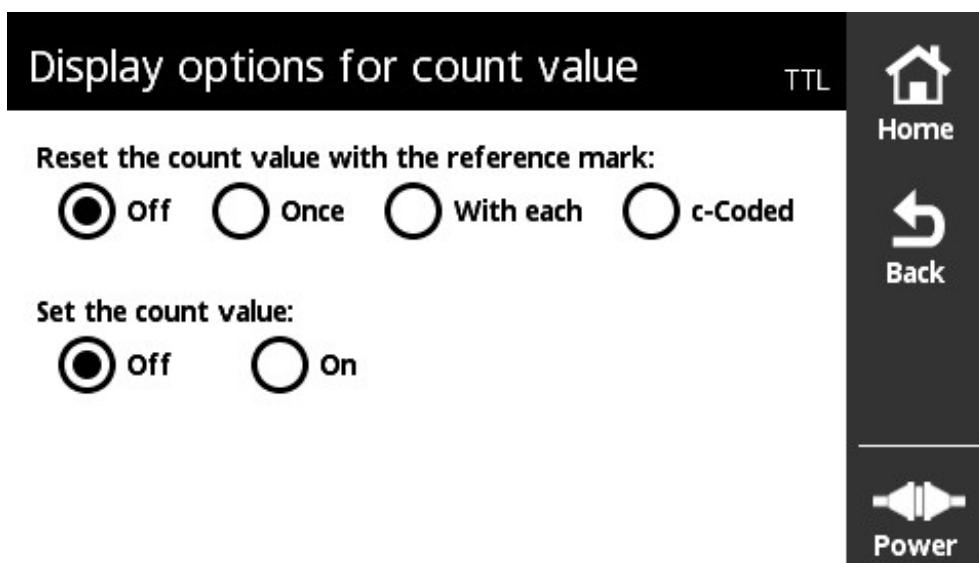 Display options for count value TTL
Home
Reset the count value with the reference mark:
Off Once With each c-Coded
Back
Set the count value:
Off On
Power